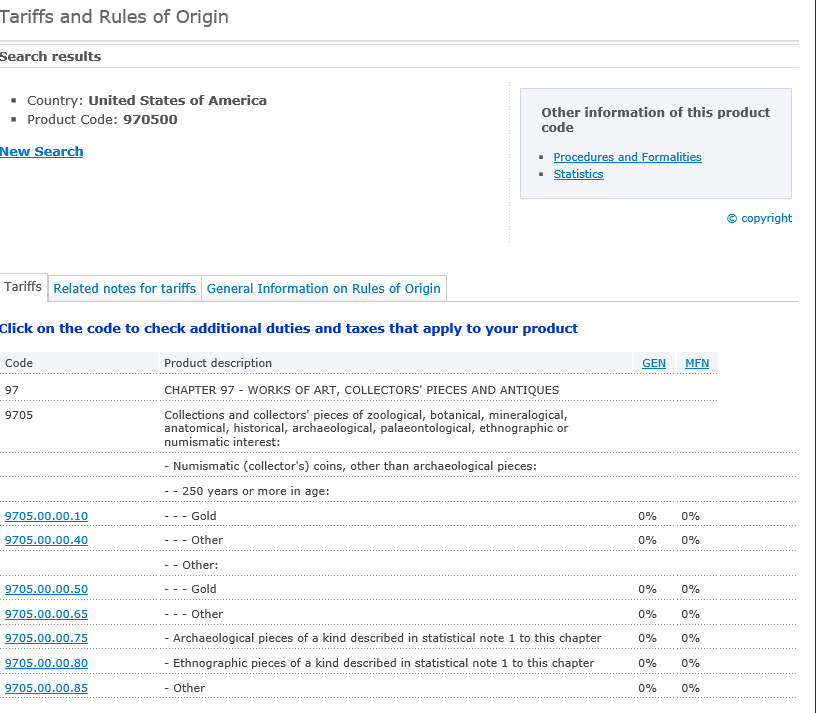 Tariffs and Rules of Origin
Search results
Country: United States of America
Product Code: 970500
New Search
Other information of this product
code
Procedures and Formalities
Statistics
© copyright
Tariffs Related notes for tariffs General Information on Rules of Origin
Click on the code to check additional duties and taxes that apply to your product
Code Product description GEN MFN
97 CHAPTER 97 - WORKS OF ART, COLLECTORS' PIECES AND ANTIQUES
9705 Collections and collectors' pieces of zoological, botanical, mineralogical,
anatomical, historical, archaeological, palaeontological, ethnographic or
numismatic interest:
- Numismatic (collector's) coins, other than archaeological pieces:
- - 250 years or more in age:
9705.00.00.10 - - - Gold 0% 0%
9705.00.00.40 - - - Other 0% 0%
- - Other:
9705.00.00.50 - - - Gold 0% 0%
9705.00.00.65 - - - Other 0% 0%
9705.00.00.75 - Archaeological pieces of a kind described in statistical note 1 to this chapter 0% 0%
9705.00.00.80 - Ethnographic pieces of a kind described in statistical note 1 to this chapter 0% 0%
9705.00.00.85 - Other 0% 0%